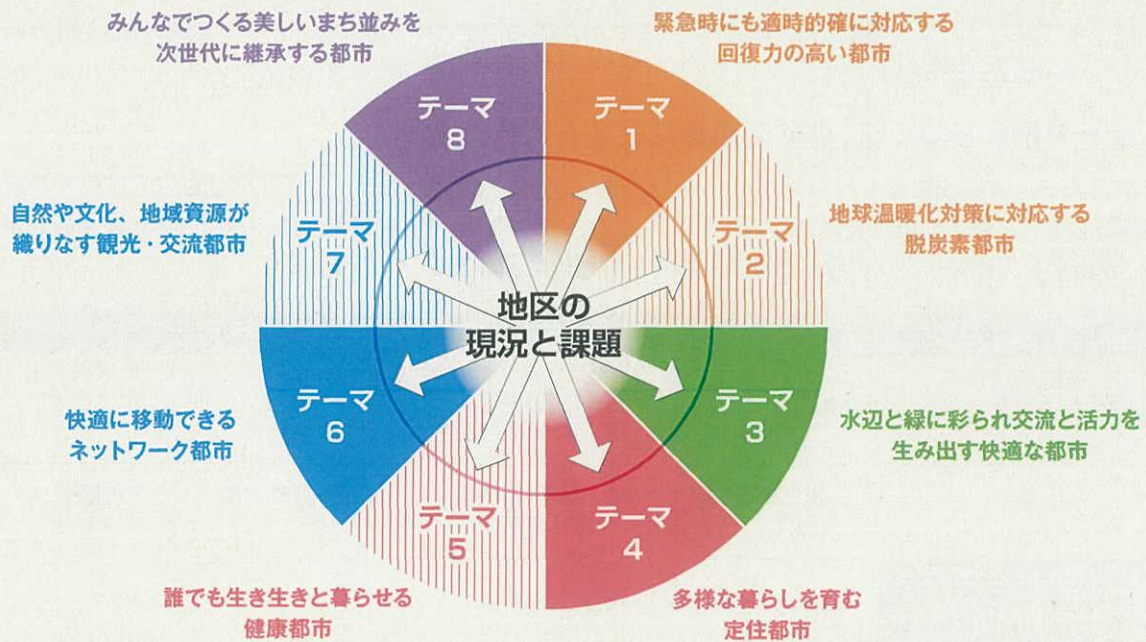 みんなでつくる美しいまち並みを
次世代に継承する都市
緊急時にも適時的確に対応する
回復力の高い都市
テーマ
8
テーマ
1
自然や文化、地域資源が
織りなす観光・交流都市
テーマ
7
テーマ
2
地球温暖化対策に対応する
脱炭素都市
地区の
現況と課題
快適に移動できる
ネットワーク都市
テーマ
6
テーマ
3
水辺と緑に彩られ交流と活力を
生み出す快適な都市
テーマ
5
テーマ
4
誰でも生き生きと暮らせる
健康都市
多様な暮らしを育む
定住都市